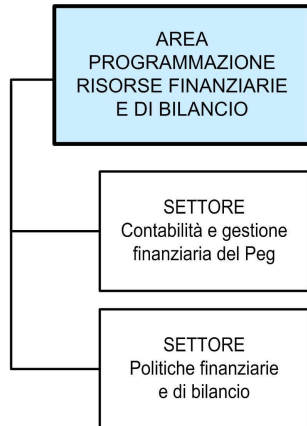 AREA
PROGRAMMAZIONE
RISORSE FINANZIARIE
E DI BILANCIO
SETTORE
Contabilità e gestione
finanziaria del Peg
SETTORE
Politiche finanziarie
e di bilancio